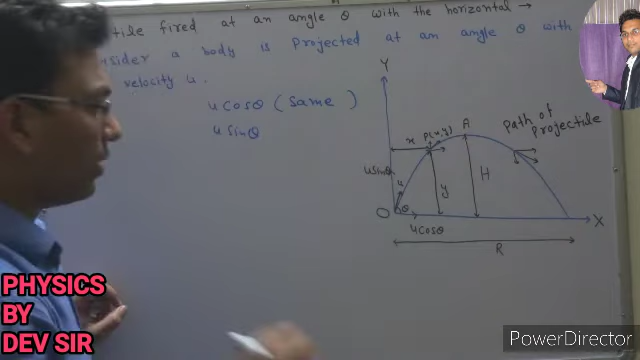 tile fired at an angle θ with the horizontal →
nsider a body is projected at an angle θ with
velocity u.
u cosθ (same )
u sinθ
Y
x
P(x,y)
A
path of
projectile
u sinθ
u
y
H
θ
O
u cosθ
X
R
PHYSICS
BY
DEV SIR
PowerDirector